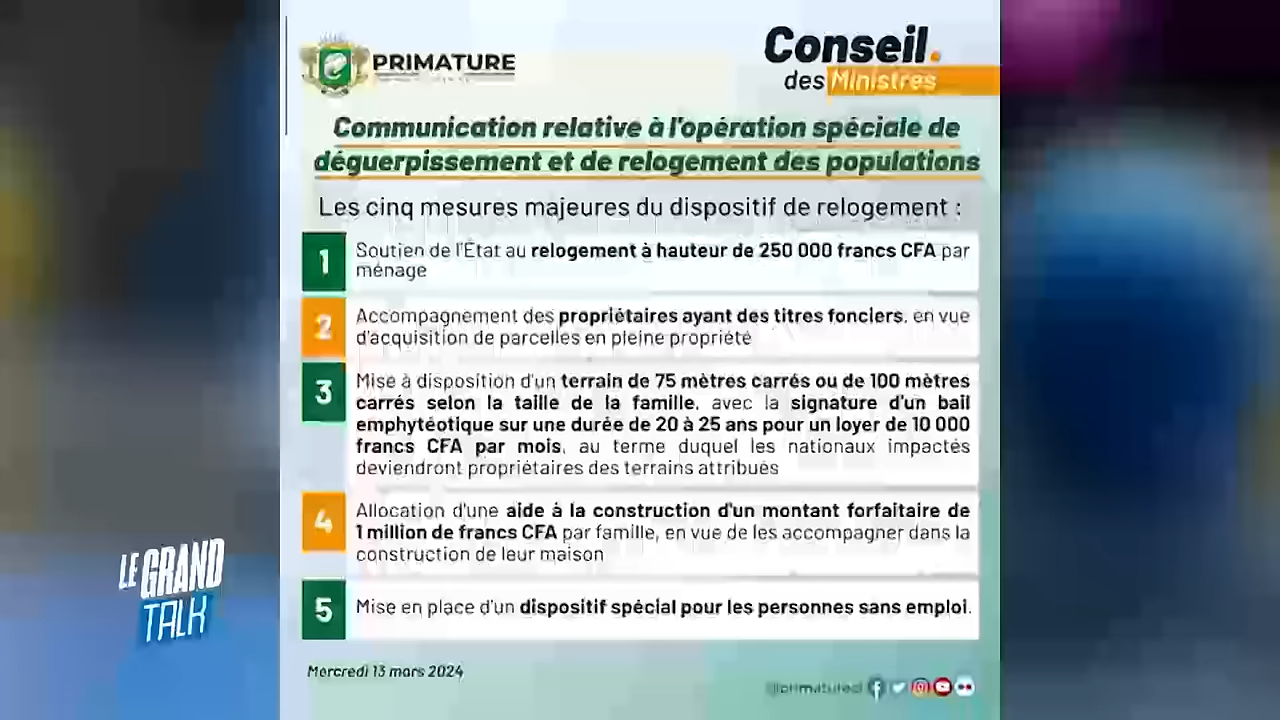 PRIMATURE
Conseil.
des Ministres
Communication relative à l'opération spéciale de
déguerpissement et de relogement des populations
Les cinq mesures majeures du dispositif de relogement :
1
Soutien de l'État au relogement à hauteur de 250 000 francs CFA par
ménage
2
Accompagnement des propriétaires ayant des titres fonciers, en vue
d'acquisition de parcelles en pleine propriété
3
Mise à disposition d'un terrain de 75 mètres carrés ou de 100 mètres
carrés selon la taille de la famille, avec la signature d'un bail
emphytéotique sur une durée de 20 à 25 ans pour un loyer de 10 000
francs CFA par mois, au terme duquel les nationaux impactés
deviendront propriétaires des terrains attribués
4
Allocation d'une aide à la construction d'un montant forfaitaire de
1 million de francs CFA par famille, en vue de les accompagner dans la
construction de leur maison
5
Mise en place d'un dispositif spécial pour les personnes sans emploi.
LE GRAND
TALK
Mercredi 13 mars 2024